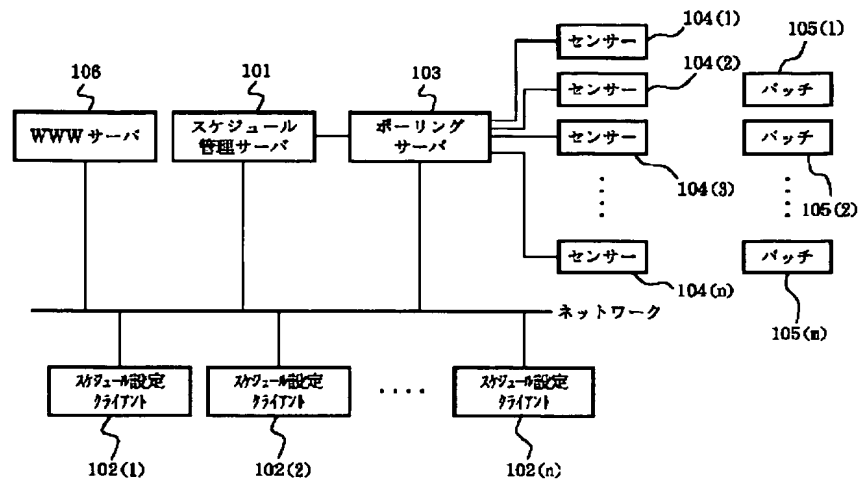 104(1)
センサー
105(1)
104(2)
106
101
103
センサー
バッチ
WWW サーバ
スケジュール
管理サーバ
ポーリング
サーバ
センサー
バッチ
104(3)
105(2)
センサー
バッチ
104(n)
ネットワーク
105(m)
スケジュール設定
クライアント
スケジュール設定
クライアント
スケジュール設定
クライアント
102(1)
102(2)
102(n)